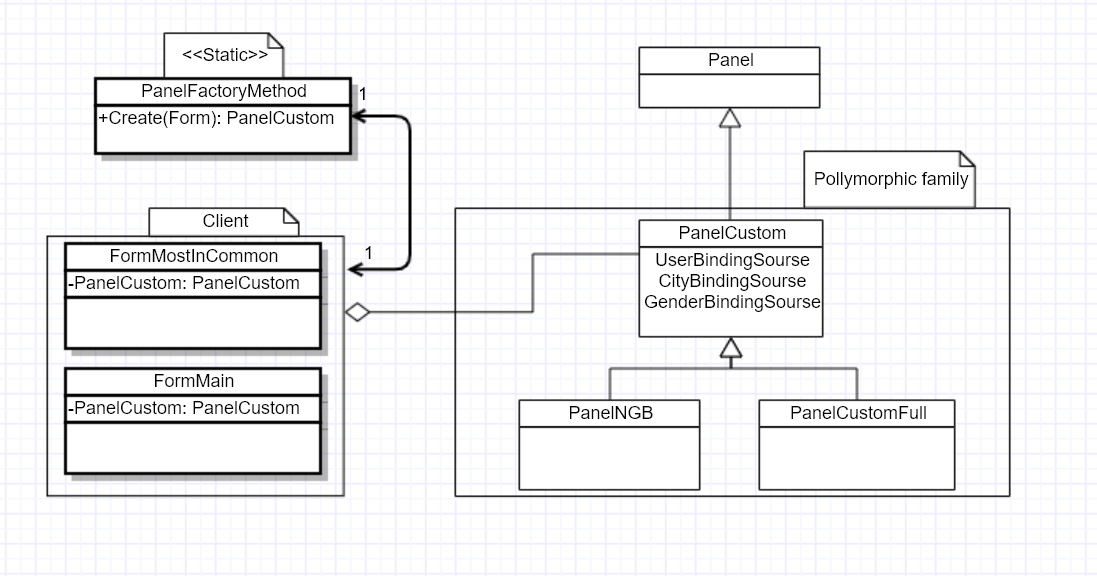 <<Static>>
PanelFactoryMethod
+Create(Form): PanelCustom
1
1
Client
FormMostInCommon
-PanelCustom: PanelCustom
FormMain
-PanelCustom: PanelCustom
Panel
Pollymorphic family
PanelCustom
UserBindingSourse
CityBindingSourse
GenderBindingSourse
PanelNGB
PanelCustomFull